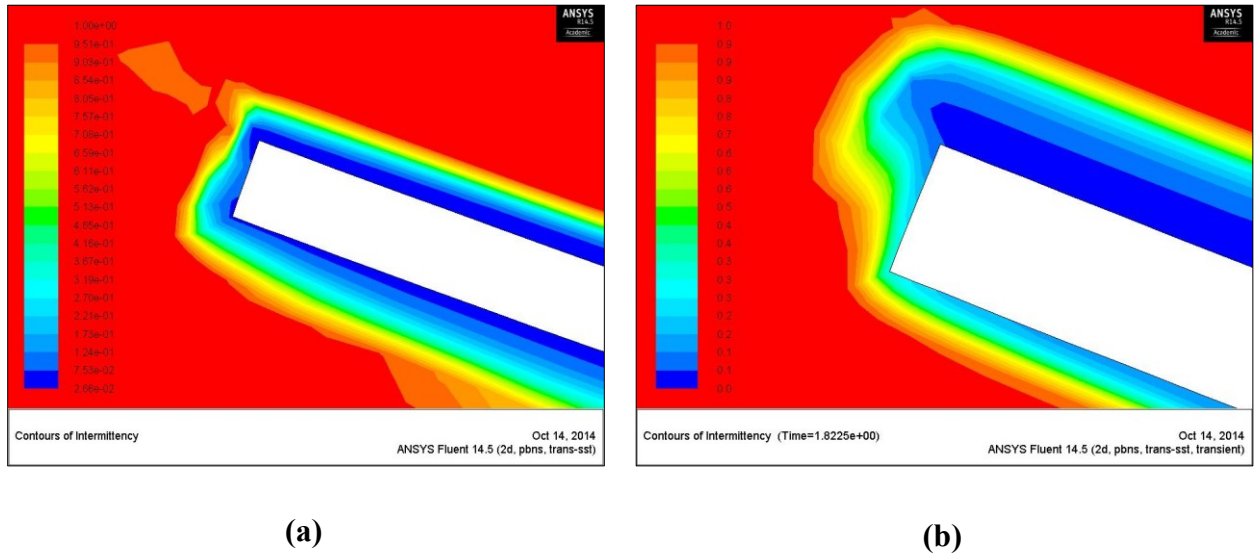 ANSYS
R14.5
Academic
1.00e+00
9.51e-01
9.03e-01
8.54e-01
8.05e-01
7.57e-01
7.08e-01
6.59e-01
6.11e-01
5.62e-01
5.13e-01
4.65e-01
4.16e-01
3.67e-01
3.19e-01
2.70e-01
2.21e-01
1.73e-01
1.24e-01
7.53e-02
2.66e-02
Contours of Intermittency
Oct 14, 2014
ANSYS Fluent 14.5 (2d, pbns, trans-sst)
ANSYS
R14.5
Academic
1.0
0.9
0.9
0.8
0.8
0.7
0.7
0.6
0.6
0.5
0.4
0.4
0.3
0.3
0.2
0.2
0.1
0.1
0.0
Contours of Intermittency (Time=1.8225e+00)
Oct 14, 2014
ANSYS Fluent 14.5 (2d, pbns, trans-sst, transient)
(a)
(b)